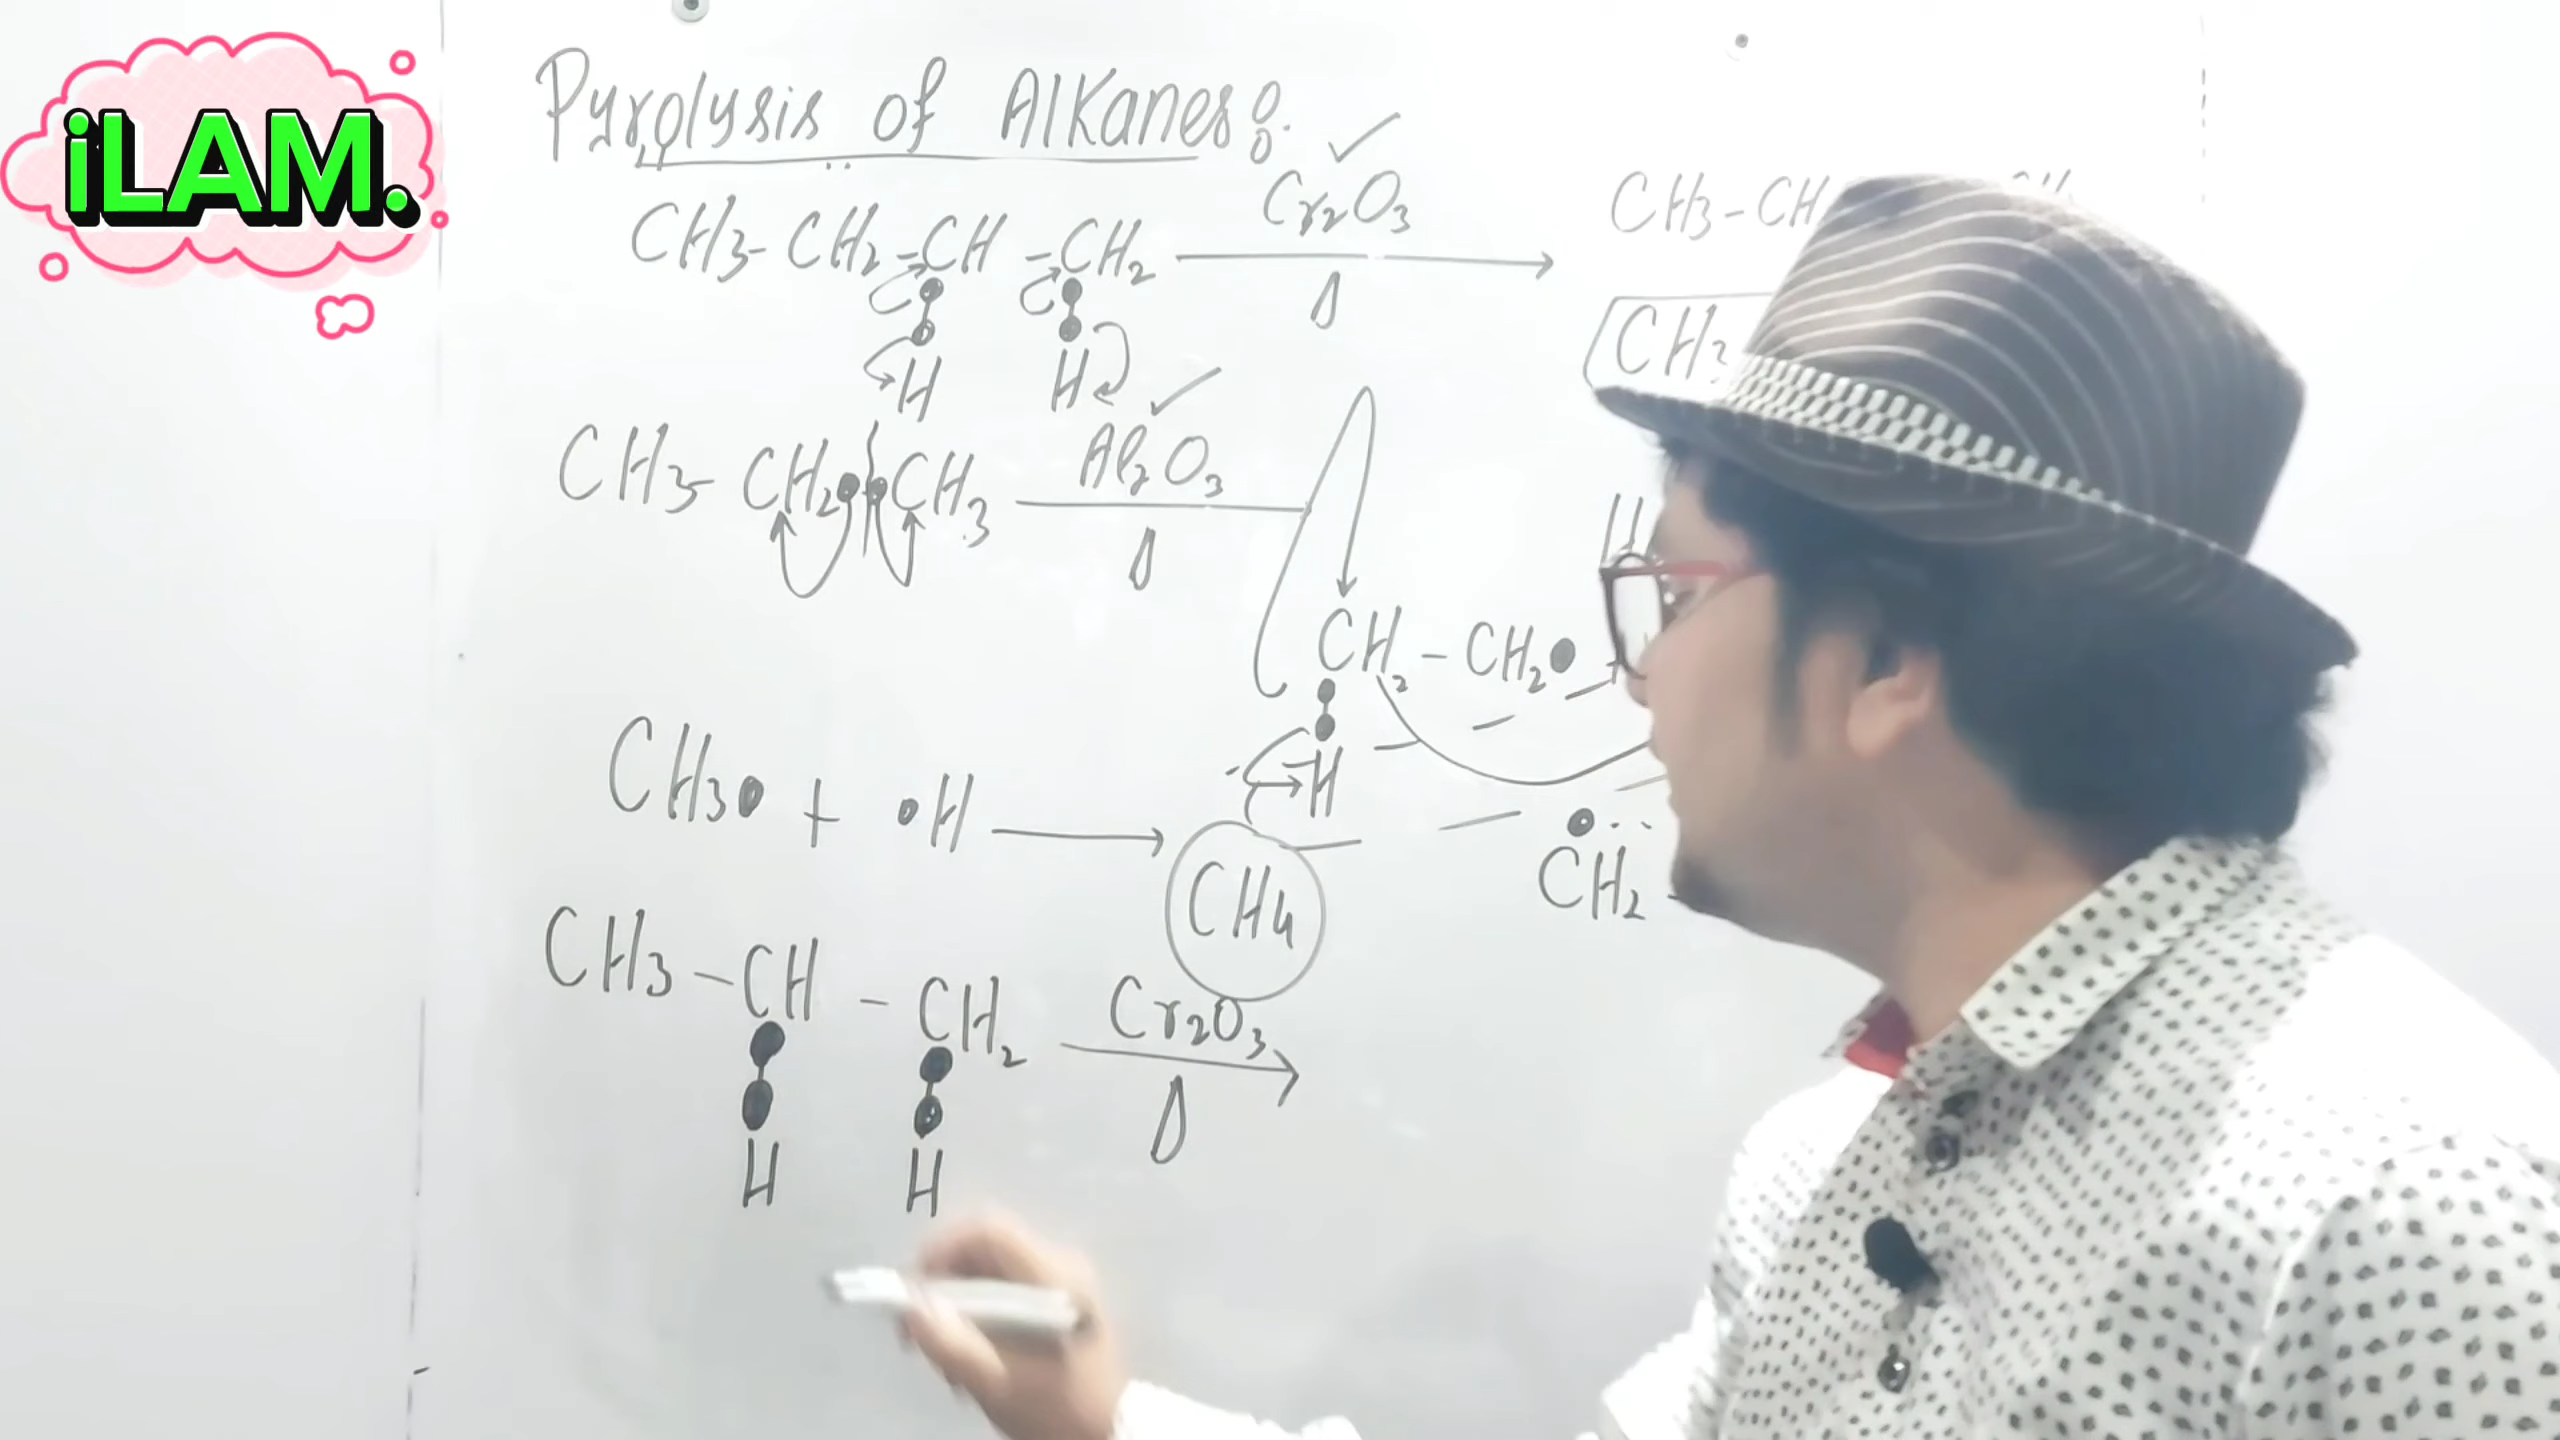 iLAM.
Pyrolysis of Alkanes:
CH3-CH2-CH-CH2 Cr2O3 Δ CH3-CH
H H CH3
CH3-CH2 CH3 Al2O3 Δ H
CH2-CH2
H
CH3• + •H → CH4
CH2
CH3-CH-CH2 Cr2O3 Δ
H H